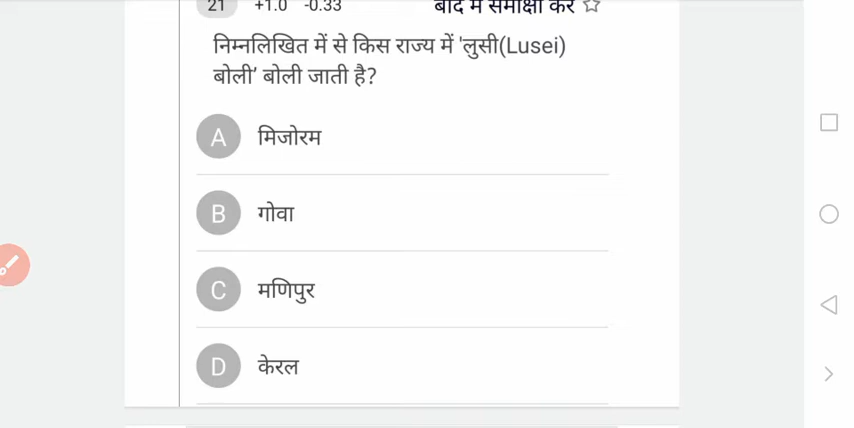 21 +1.0 -0.33 बाद में समीक्षा करें
निम्नलिखित में से किस राज्य में 'लुसी(Lusei)
बोली’ बोली जाती है?
A मिजोरम
B गोवा
C मणिपुर
D केरल